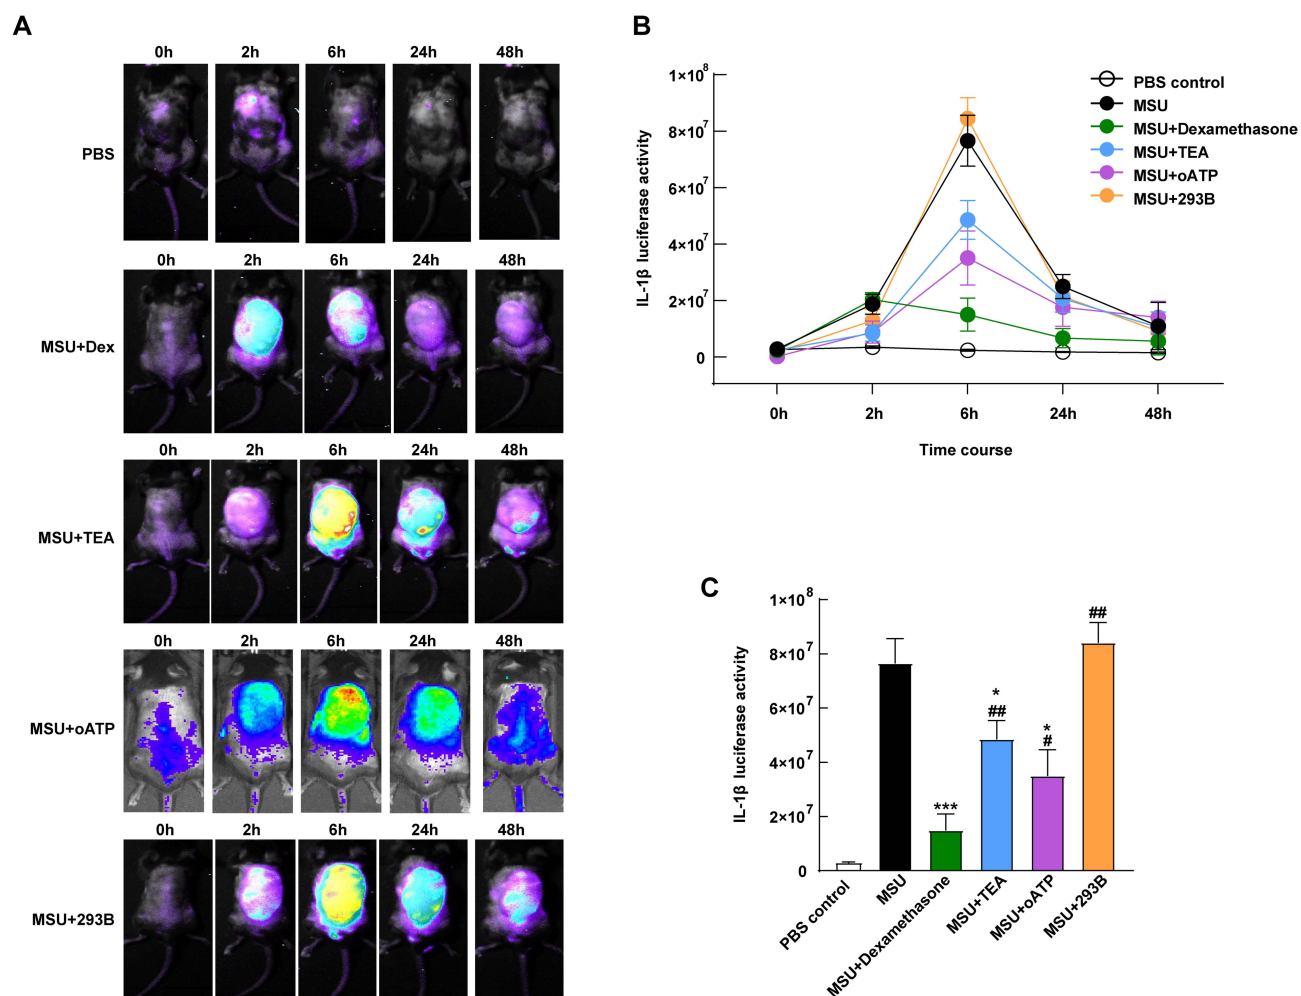 A
0h 2h 6h 24h 48h
PBS
0h 2h 6h 24h 48h
MSU+Dex
0h 2h 6h 24h 48h
MSU+TEA
0h 2h 6h 24h 48h
MSU+oATP
0h 2h 6h 24h 48h
MSU+293B
B
IL-1β luciferase activity
1×10⁸
8×10⁷
6×10⁷
4×10⁷
2×10⁷
0
0h 2h 6h 24h 48h
Time course
PBS control
MSU
MSU+Dexamethasone
MSU+TEA
MSU+oATP
MSU+293B
C
IL-1β luciferase activity
1×10⁸
8×10⁷
6×10⁷
4×10⁷
2×10⁷
0
***
*
##
*
#
##
PBS control
MSU
MSU+Dexamethasone
MSU+TEA
MSU+oATP
MSU+293B